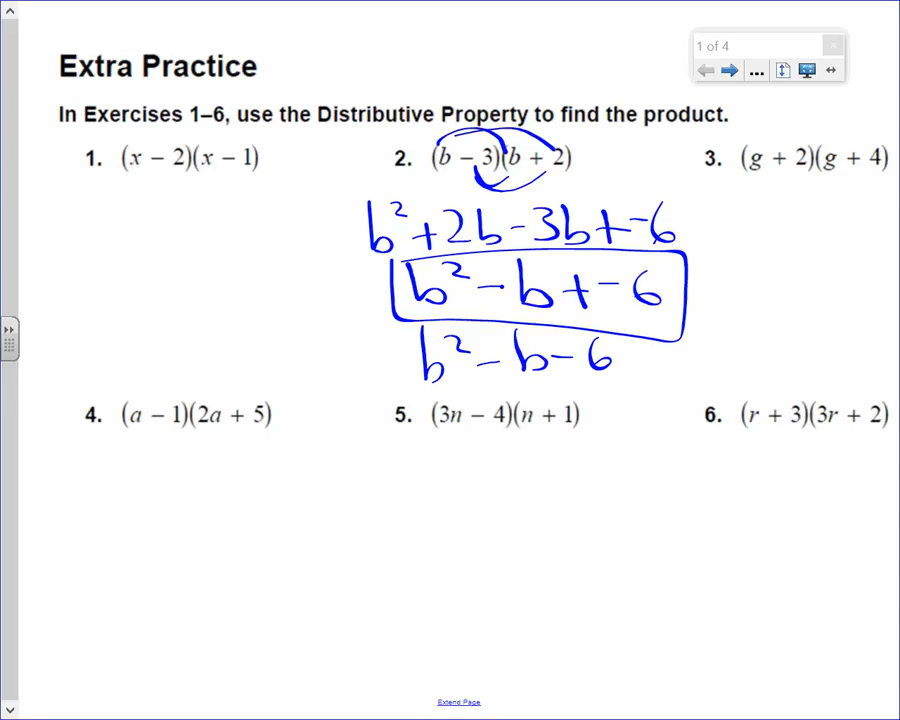 1 of 4
Extra Practice
In Exercises 1–6, use the Distributive Property to find the product.
1. (x − 2)(x − 1)
2. (b − 3)(b + 2)
3. (g + 2)(g + 4)
b² + 2b − 3b + −6
b² − b + −6
b² − b − 6
4. (a − 1)(2a + 5)
5. (3n − 4)(n + 1)
6. (r + 3)(3r + 2)
Extend Page